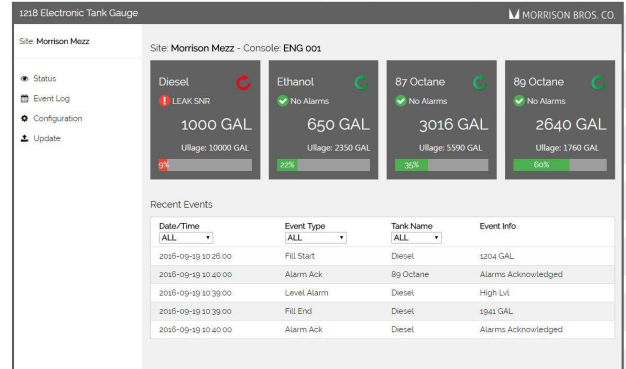 1218 Electronic Tank Gauge
MORRISON BROS. CO.
Site: Morrison Mezz
Status
Event Log
Configuration
Update
Site: Morrison Mezz - Console: ENG 001
Diesel
LEAK SNR
1000 GAL
Ullage: 10000 GAL
9%
Ethanol
No Alarms
650 GAL
Ullage: 2350 GAL
22%
87 Octane
No Alarms
3016 GAL
Ullage: 5590 GAL
35%
89 Octane
No Alarms
2640 GAL
Ullage: 1760 GAL
60%
Recent Events
Date/Time Event Type Tank Name Event Info
ALL ALL ALL
2016-09-19 10:26:00 Fill Start Diesel 1204 GAL
2016-09-19 10:40:00 Alarm Ack 89 Octane Alarms Acknowledged
2016-09-19 10:39:00 Level Alarm Diesel High Lvl
2016-09-19 10:39:00 Fill End Diesel 1941 GAL
2016-09-19 10:40:00 Alarm Ack Diesel Alarms Acknowledged